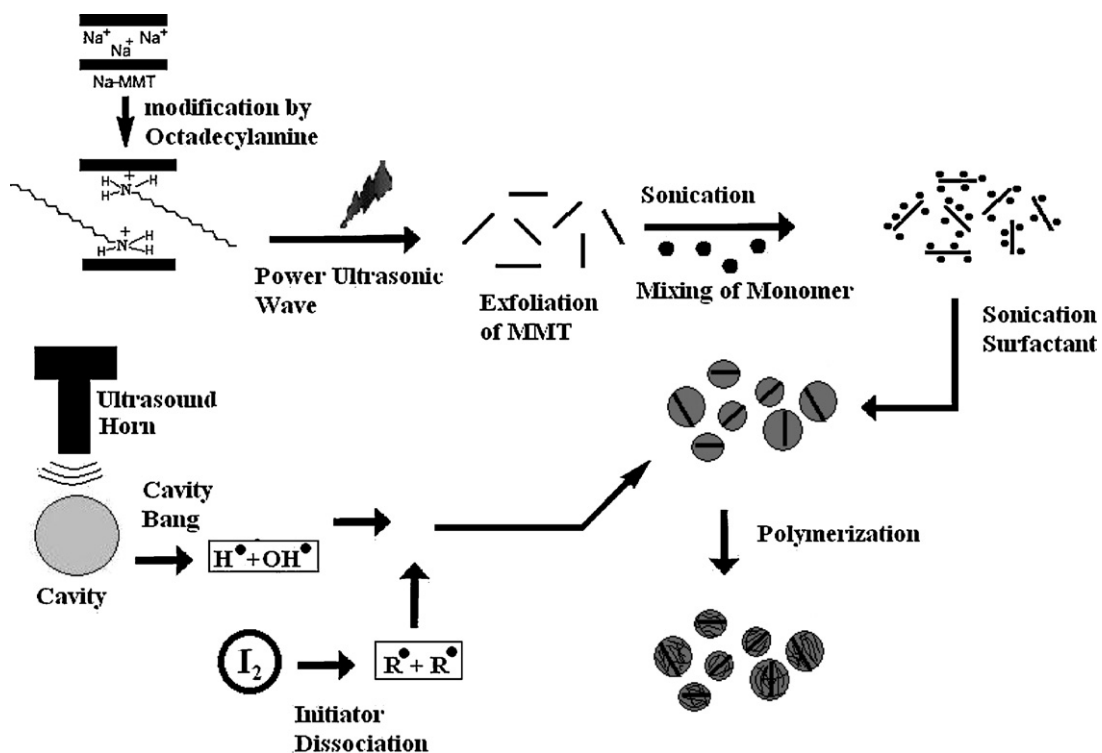 Na+ Na+ Na+
Na-MMT
modification by
Octadecylamine
+
H N H
H
+
H N H
H
Power Ultrasonic
Wave
Exfoliation
of MMT
Sonication
Mixing of Monomer
Sonication
Surfactant
Ultrasound
Horn
Cavity
Bang
H•+OH•
Cavity
I2
R•+ R•
Initiator
Dissociation
Polymerization